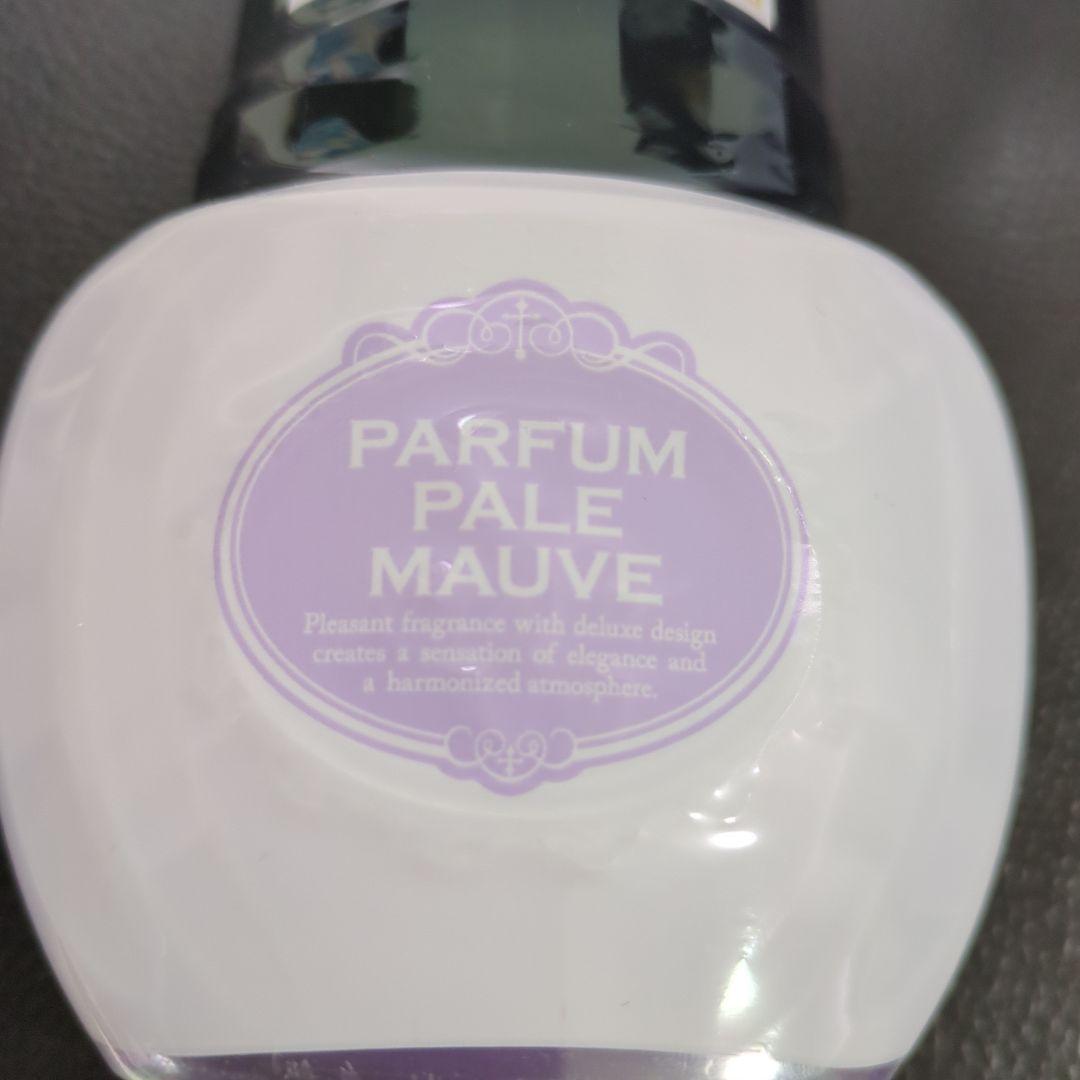 PARFUM
PALE
MAUVE
Pleasant fragrance with deluxe design
creates a sensation of elegance and
a harmonized atmosphere.